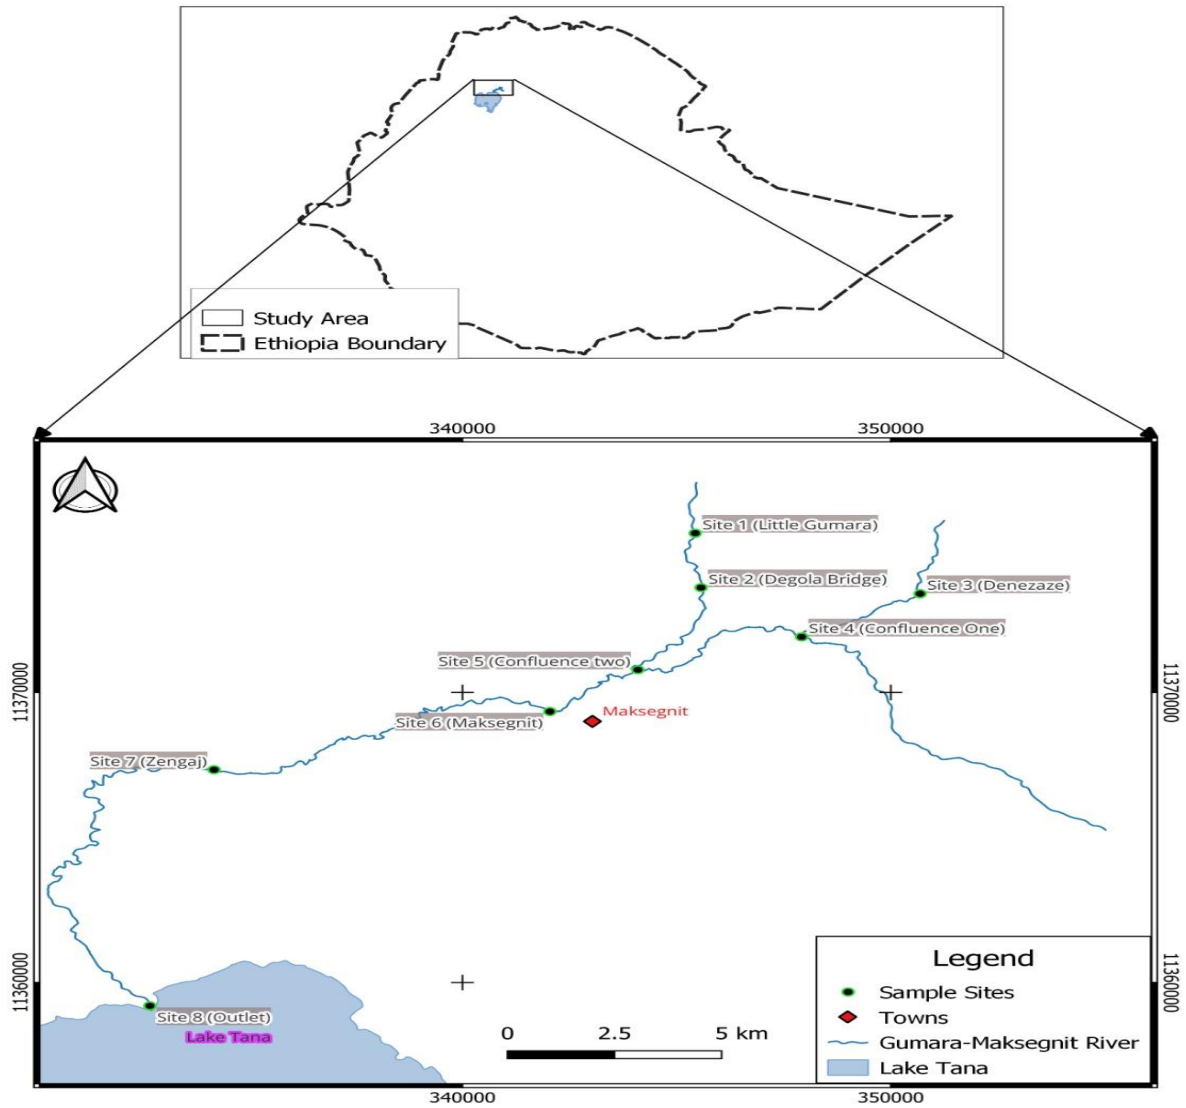 Study Area
Ethiopia Boundary
340000
350000
Site 1 (Little Gumara)
Site 2 (Degola Bridge)
Site 3 (Denezaze)
Site 4 (Confluence One)
Site 5 (Confluence two)
11370000
11370000
Maksegnit
Site 6 (Maksegnit)
Site 7 (Zengaj)
Legend
11360000
11360000
Sample Sites
Site 8 (Outlet)
Towns
Lake Tana
0 2.5 5 km
Gumara-Maksegnit River
Lake Tana
340000
350000